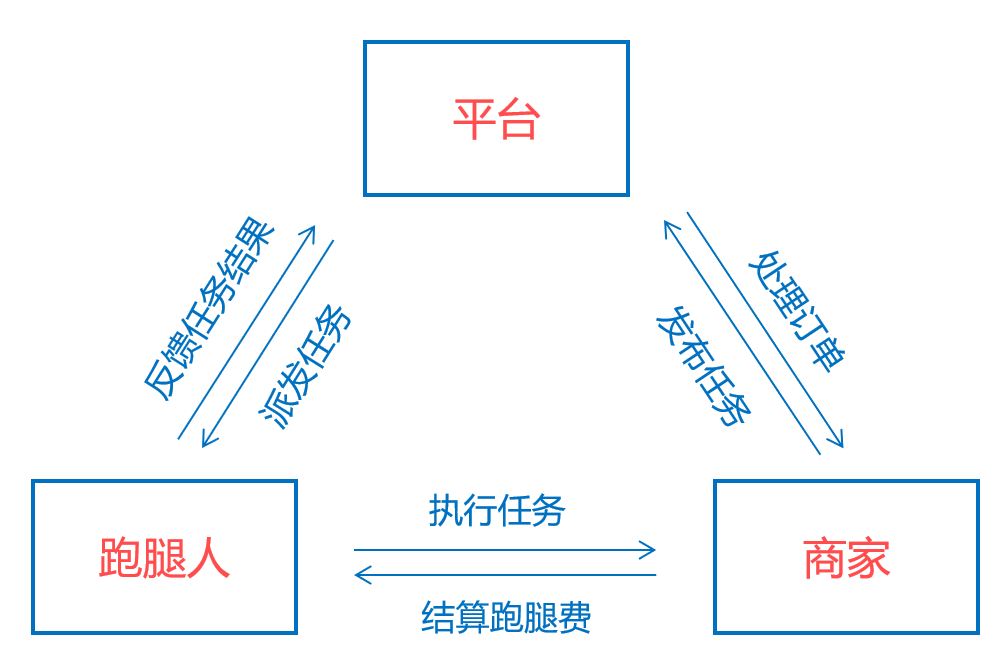 平台
反馈任务结果
派发任务
发布任务
处理订单
跑腿人
执行任务
结算跑腿费
商家